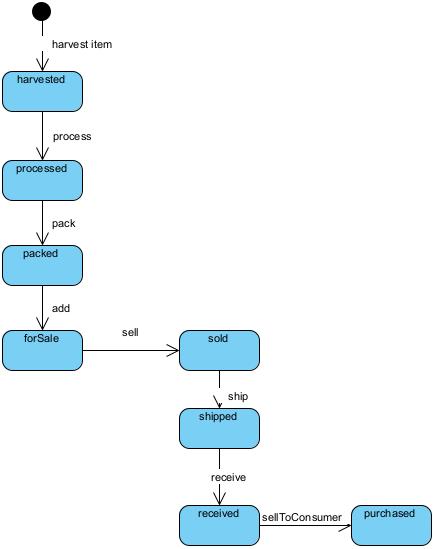 harvest item
harvested
process
processed
pack
packed
add
forSale
sell
sold
ship
shipped
receive
received
sellToConsumer
purchased